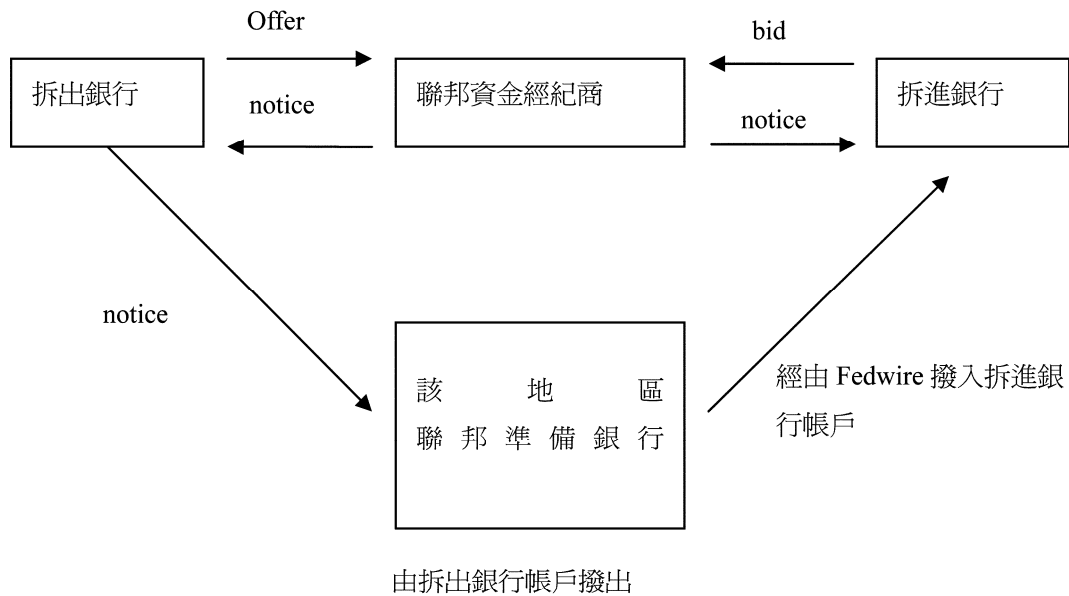 Offer
bid
拆出銀行
聯邦資金經紀商
拆進銀行
notice
notice
notice
該地區
聯邦準備銀行
經由 Fedwire 撥入拆進銀
行帳戶
由拆出銀行帳戶撥出